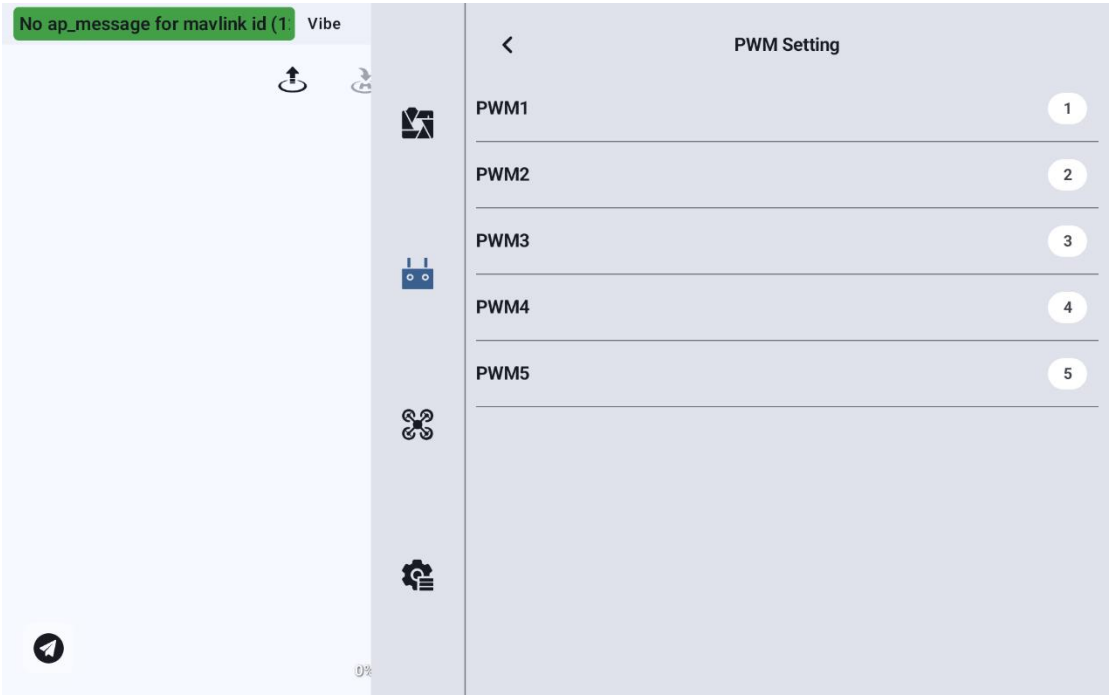 No ap_message for mavlink id (1
Vibe
PWM Setting
PWM1
1
PWM2
2
PWM3
3
PWM4
4
PWM5
5
0%